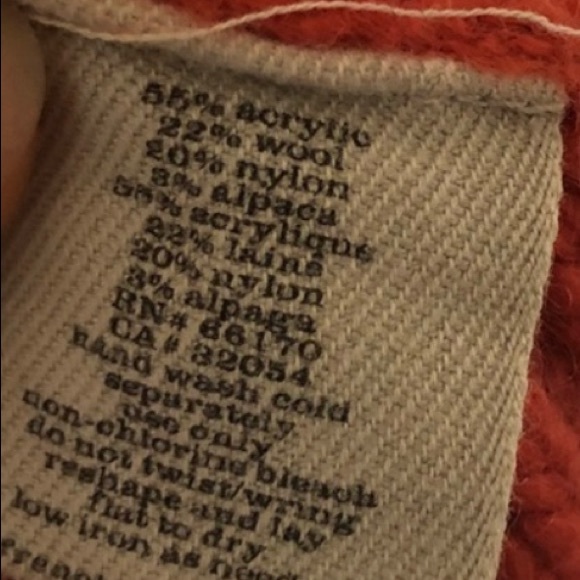 55% acrylic
22% wool
20% nylon
3% alpaca
55% acrylique
22% laine
20% nylon
3% alpaga
RN# 66170
CA# 32054
hand wash cold
separately
use only
non-chlorine bleach
do not twist/wring
reshape and lay
flat to dry
low iron as need